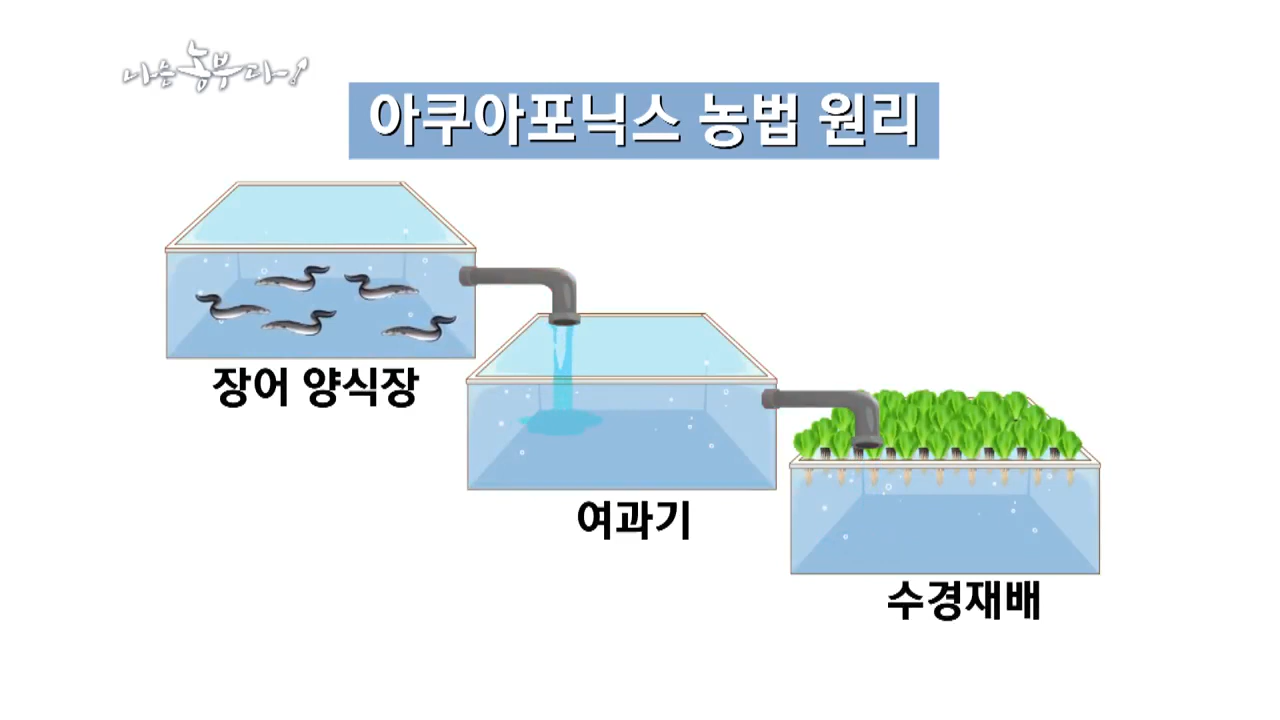 나는 농부다!
아쿠아포닉스 농법 원리
장어 양식장
여과기
수경재배